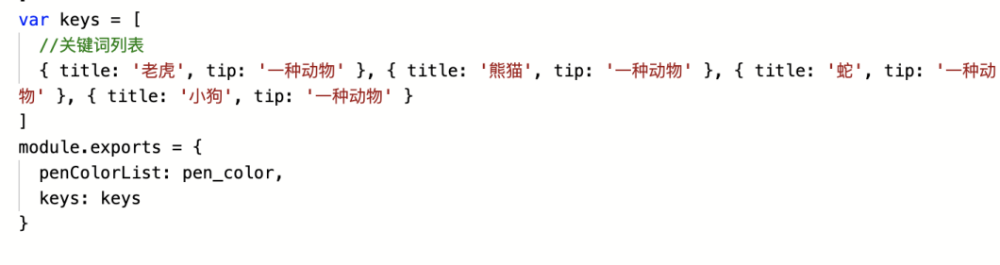 var keys = [
//关键词列表
{ title: '老虎', tip: '一种动物' }, { title: '熊猫', tip: '一种动物' }, { title: '蛇', tip: '一种动
物' }, { title: '小狗', tip: '一种动物' }
]
module.exports = {
penColorList: pen_color,
keys: keys
}